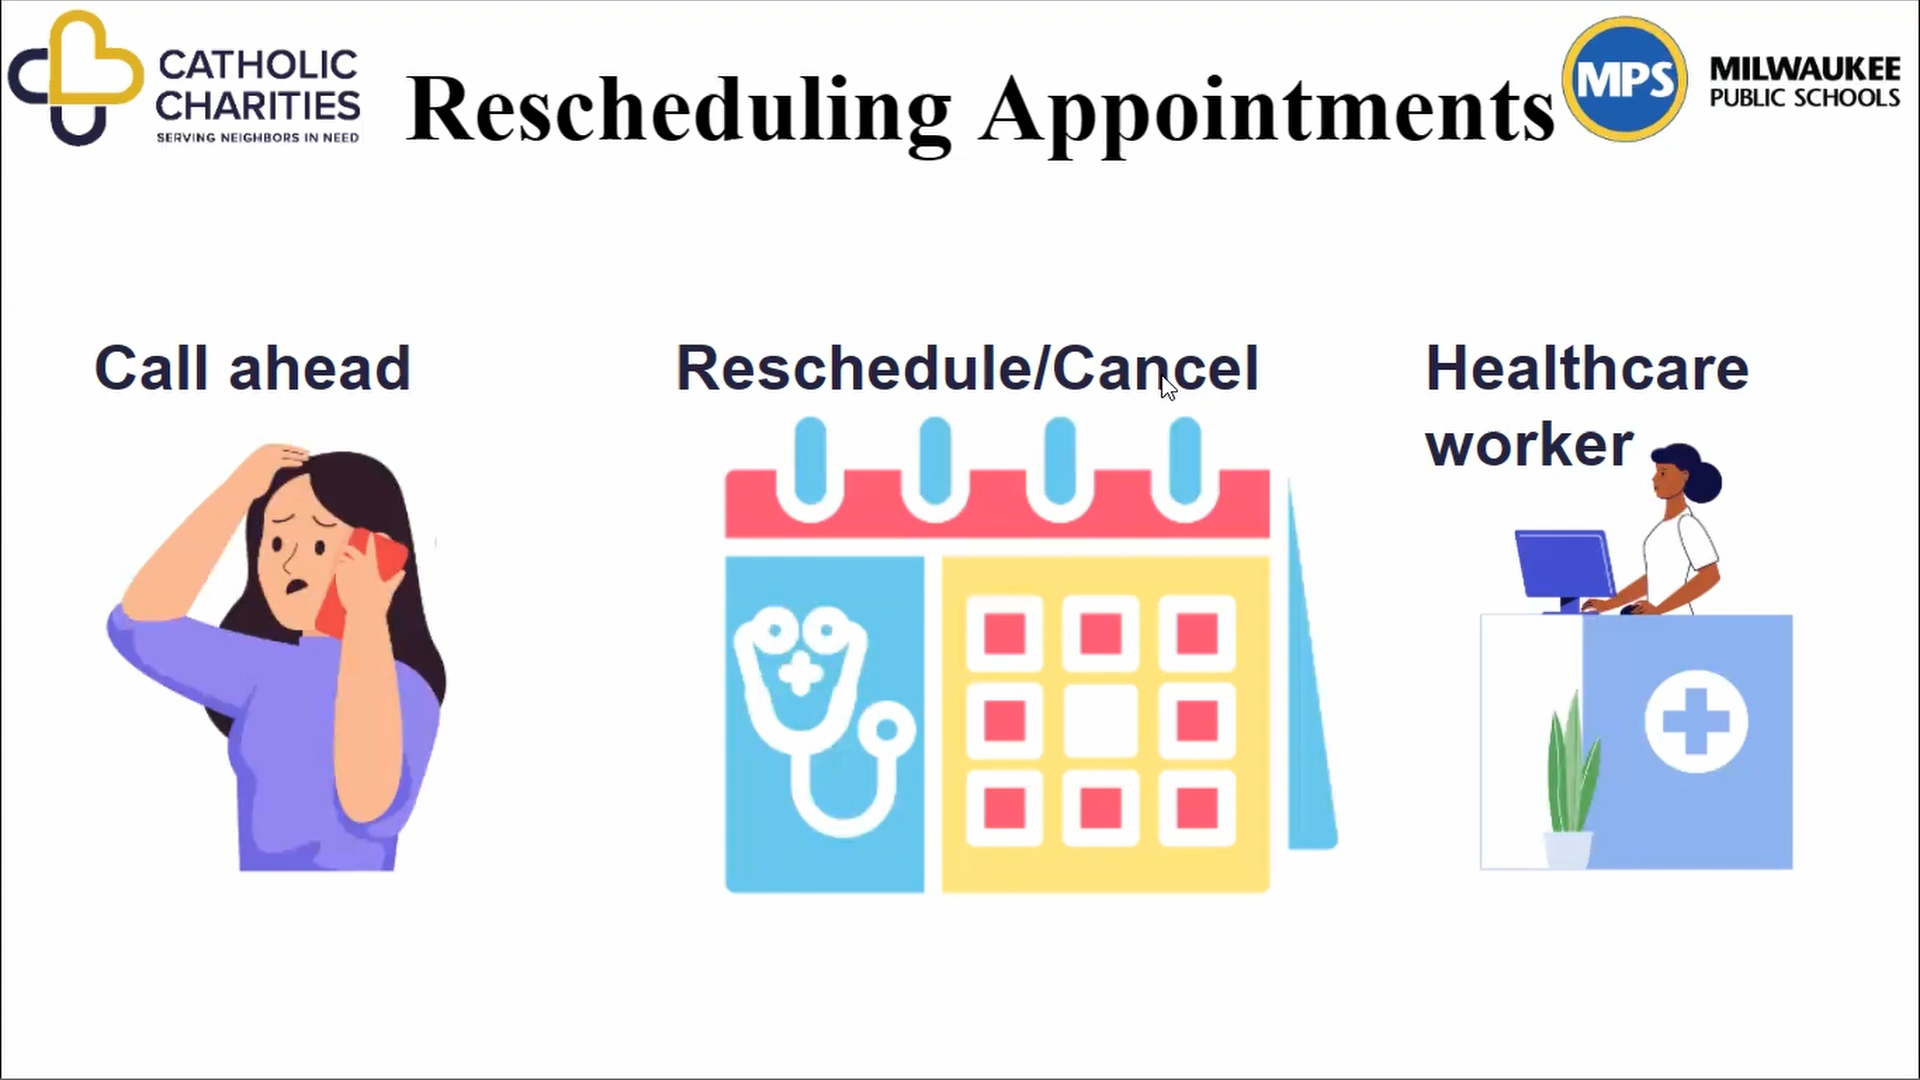 CATHOLIC
CHARITIES
SERVING NEIGHBORS IN NEED
Rescheduling Appointments
MPS
MILWAUKEE
PUBLIC SCHOOLS
Call ahead
Reschedule/Cancel
Healthcare
worker